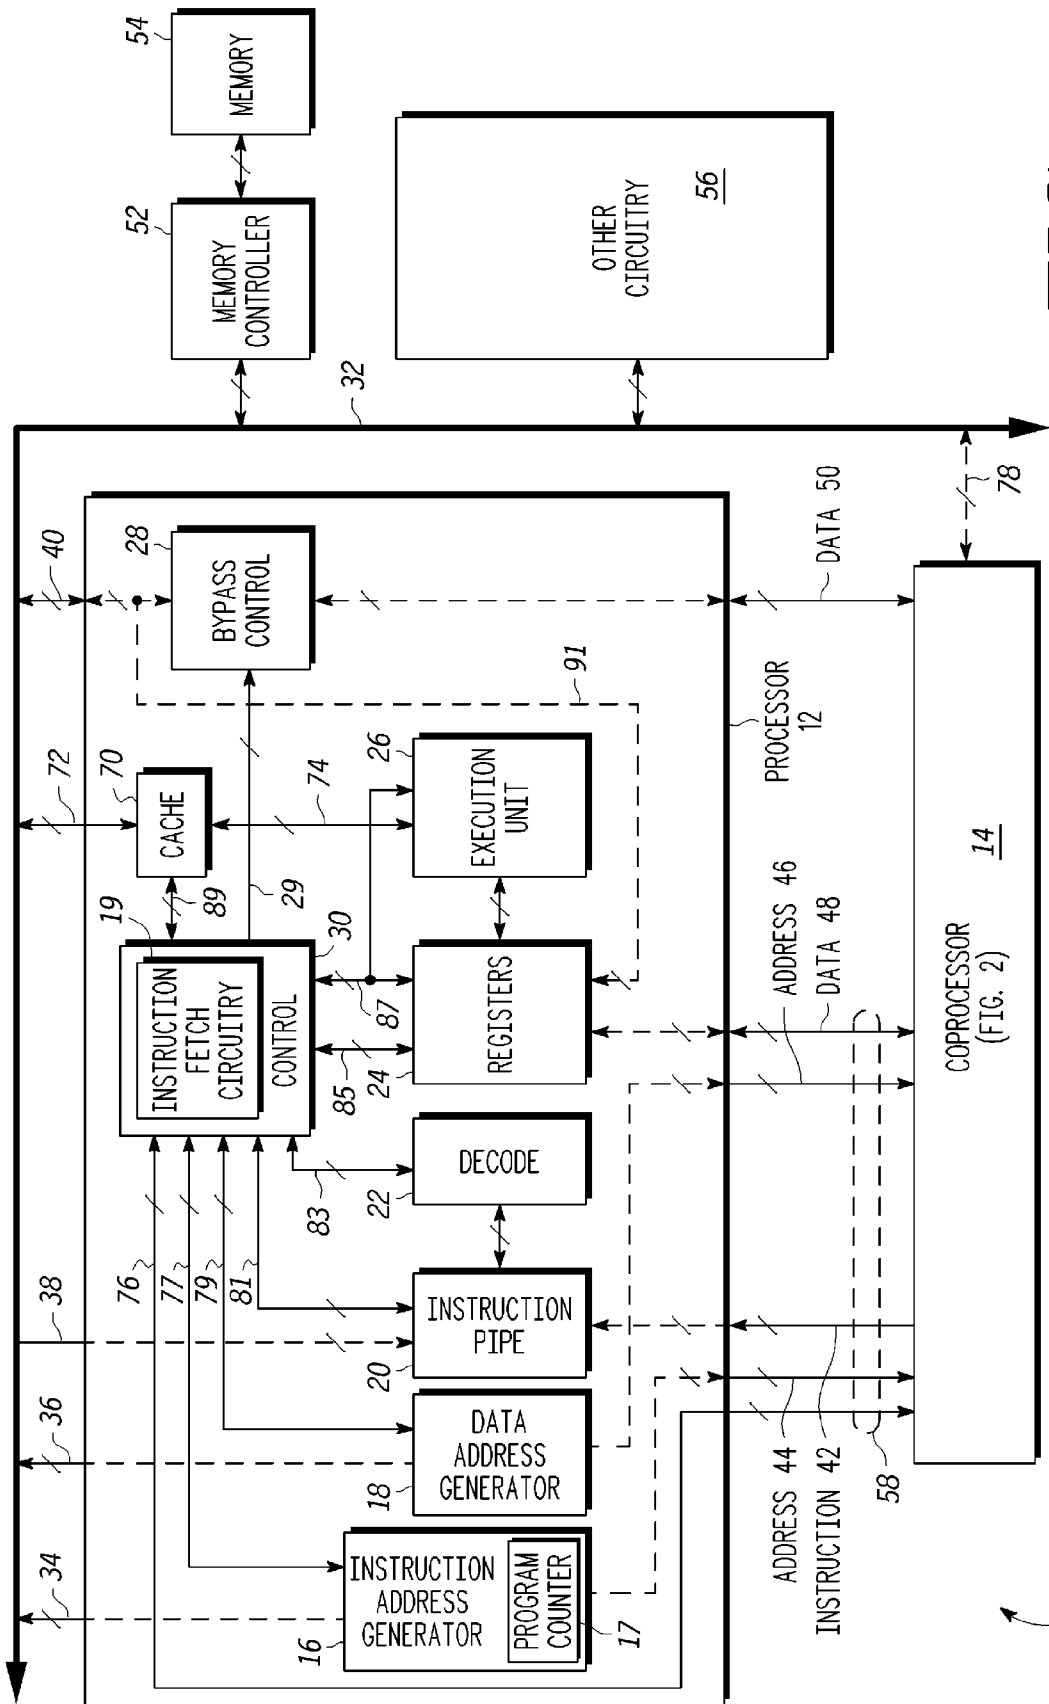 34
36
38
72
40
76
77
79
81
19
INSTRUCTION
FETCH
CIRCUITRY
CONTROL
30
89
70
CACHE
29
28
BYPASS
CONTROL
52
MEMORY
CONTROLLER
54
MEMORY
16
INSTRUCTION
ADDRESS
GENERATOR
PROGRAM
COUNTER
17
18
DATA
ADDRESS
GENERATOR
20
INSTRUCTION
PIPE
22
DECODE
83
85
87
24
REGISTERS
74
26
EXECUTION
UNIT
91
32
OTHER
CIRCUITRY
56
PROCESSOR
12
ADDRESS 44
INSTRUCTION 42
58
ADDRESS 46
DATA 48
DATA 50
78
COPROCESSOR
(FIG. 2)
14